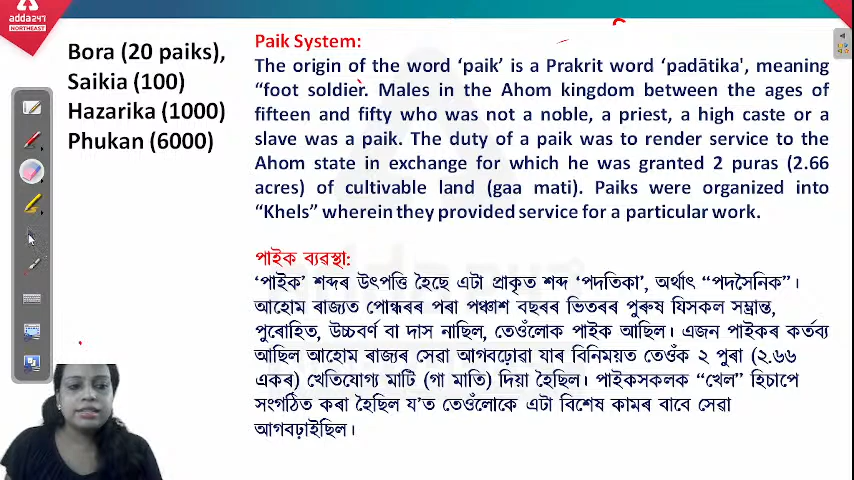 adda247
NORTHEAST
Bora (20 paiks),
Saikia (100)
Hazarika (1000)
Phukan (6000)
Paik System:
The origin of the word ‘paik’ is a Prakrit word ‘padātika', meaning
“foot soldier. Males in the Ahom kingdom between the ages of
fifteen and fifty who was not a noble, a priest, a high caste or a
slave was a paik. The duty of a paik was to render service to the
Ahom state in exchange for which he was granted 2 puras (2.66
acres) of cultivable land (gaa mati). Paiks were organized into
“Khels” wherein they provided service for a particular work.
পাইক ব্যৱস্থা:
‘পাইক’ শব্দৰ উৎপত্তি হৈছে এটা প্ৰাকৃত শব্দ ‘পদতিকা’, অৰ্থাৎ “পদসৈনিক”।
আহোম ৰাজ্যত পোন্ধৰৰ পৰা পঞ্চাশ বছৰৰ ভিতৰৰ পুৰুষ যিসকল সম্ভ্ৰান্ত,
পুৰোহিত, উচ্চবৰ্ণ বা দাস নাছিল, তেওঁলোক পাইক আছিল। এজন পাইকৰ কৰ্তব্য
আছিল আহোম ৰাজ্যৰ সেৱা আগবঢ়োৱা যাৰ বিনিময়ত তেওঁক ২ পুৰা (২.৬৬
একৰ) খেতিযোগ্য মাটি (গা মাতি) দিয়া হৈছিল। পাইকসকলক “খেল” হিচাপে
সংগঠিত কৰা হৈছিল য’ত তেওঁলোকে এটা বিশেষ কামৰ বাবে সেৱা
আগবঢ়াইছিল।